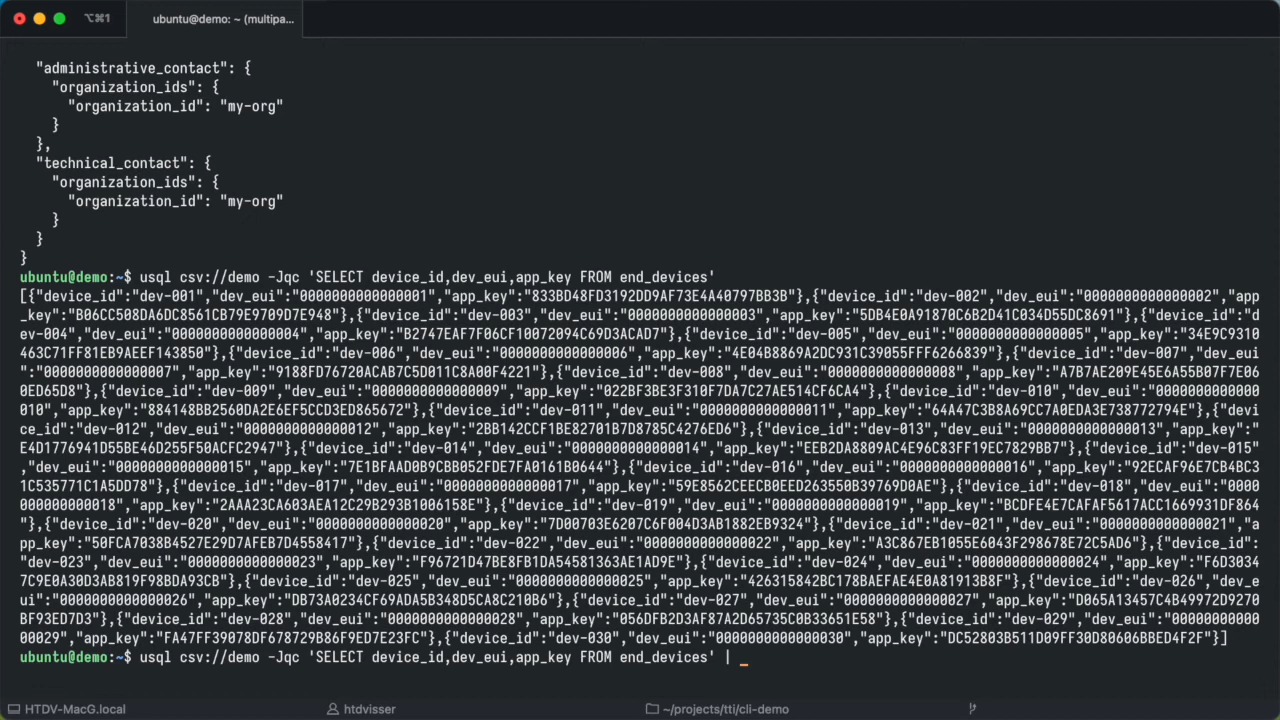 ⌥⌘1
ubuntu@demo: ~ (multipa...
"administrative_contact": {
"organization_ids": {
"organization_id": "my-org"
}
},
"technical_contact": {
"organization_ids": {
"organization_id": "my-org"
}
}
}
ubuntu@demo:~$ usql csv://demo -Jqc 'SELECT device_id,dev_eui,app_key FROM end_devices'
[{"device_id":"dev-001","dev_eui":"0000000000000001","app_key":"833BD48FD3192DD9AF73E4A40797BB3B"},{"device_id":"dev-002","dev_eui":"0000000000000002","app
_key":"B06CC508DA6DC8561CB79E9709D7E948"},{"device_id":"dev-003","dev_eui":"0000000000000003","app_key":"5DB4E0A91870C6B2D41C034D55DC8691"},{"device_id":"d
ev-004","dev_eui":"0000000000000004","app_key":"B2747EAF7F06CF10072094C69D3ACAD7"},{"device_id":"dev-005","dev_eui":"0000000000000005","app_key":"34E9C9310
463C71FF81EB9AEEF143850"},{"device_id":"dev-006","dev_eui":"0000000000000006","app_key":"4E04B8869A2DC931C39055FFF6266839"},{"device_id":"dev-007","dev_eui
":"0000000000000007","app_key":"9188FD76720ACAB7C5D011C8A00F4221"},{"device_id":"dev-008","dev_eui":"0000000000000008","app_key":"A7B7AE209E45E6A55B07F7E06
0ED65D8"},{"device_id":"dev-009","dev_eui":"0000000000000009","app_key":"022BF3BE3F310F7DA7C27AE514CF6CA4"},{"device_id":"dev-010","dev_eui":"0000000000000
010","app_key":"884148BB2560DA2E6EF5CCD3ED865672"},{"device_id":"dev-011","dev_eui":"0000000000000011","app_key":"64A47C3B8A69CC7A0EDA3E738772794E"},{"devi
ce_id":"dev-012","dev_eui":"0000000000000012","app_key":"2BB142CCF1BE82701B7D8785C4276ED6"},{"device_id":"dev-013","dev_eui":"0000000000000013","app_key":"
E4D1776941D55BE46D255F50ACFC2947"},{"device_id":"dev-014","dev_eui":"0000000000000014","app_key":"EEB2DA8809AC4E96C83FF19EC7829BB7"},{"device_id":"dev-015"
,"dev_eui":"0000000000000015","app_key":"7E1BFAAD0B9CBB052FDE7FA0161B0644"},{"device_id":"dev-016","dev_eui":"0000000000000016","app_key":"92ECAF96E7CB4BC3
1C535771C1A5DD78"},{"device_id":"dev-017","dev_eui":"0000000000000017","app_key":"59E8562CEECB0EED263550B39769D0AE"},{"device_id":"dev-018","dev_eui":"0000
000000000018","app_key":"2AAA23CA603AEA12C29B293B1006158E"},{"device_id":"dev-019","dev_eui":"0000000000000019","app_key":"BCDFE4E7CAFAF5617ACC1669931DF864
"},{"device_id":"dev-020","dev_eui":"0000000000000020","app_key":"7D00703E6207C6F004D3AB1882EB9324"},{"device_id":"dev-021","dev_eui":"0000000000000021","a
pp_key":"50FCA7038B4527E29D7AFEB7D4558417"},{"device_id":"dev-022","dev_eui":"0000000000000022","app_key":"A3C867EB1055E6043F298678E72C5AD6"},{"device_id":
"dev-023","dev_eui":"0000000000000023","app_key":"F96721D47BE8FB1DA54581363AE1AD9E"},{"device_id":"dev-024","dev_eui":"0000000000000024","app_key":"F6D3034
7C9E0A30D3AB819F98BDA93CB"},{"device_id":"dev-025","dev_eui":"0000000000000025","app_key":"426315842BC178BAEFAE4E0A81913B8F"},{"device_id":"dev-026","dev_e
ui":"0000000000000026","app_key":"DB73A0234CF69ADA5B348D5CA8C210B6"},{"device_id":"dev-027","dev_eui":"0000000000000027","app_key":"D065A13457C4B49972D9270
BF93ED7D3"},{"device_id":"dev-028","dev_eui":"0000000000000028","app_key":"056DFB2D3AF87A2D65735C0B33651E58"},{"device_id":"dev-029","dev_eui":"00000000000
00029","app_key":"FA47FF39078DF678729B86F9ED7E23FC"},{"device_id":"dev-030","dev_eui":"0000000000000030","app_key":"DC52803B511D09FF30D80606BBED4F2F"}]
ubuntu@demo:~$ usql csv://demo -Jqc 'SELECT device_id,dev_eui,app_key FROM end_devices' | _
HTDV-MacG.local
htdvisser
~/projects/tti/cli-demo